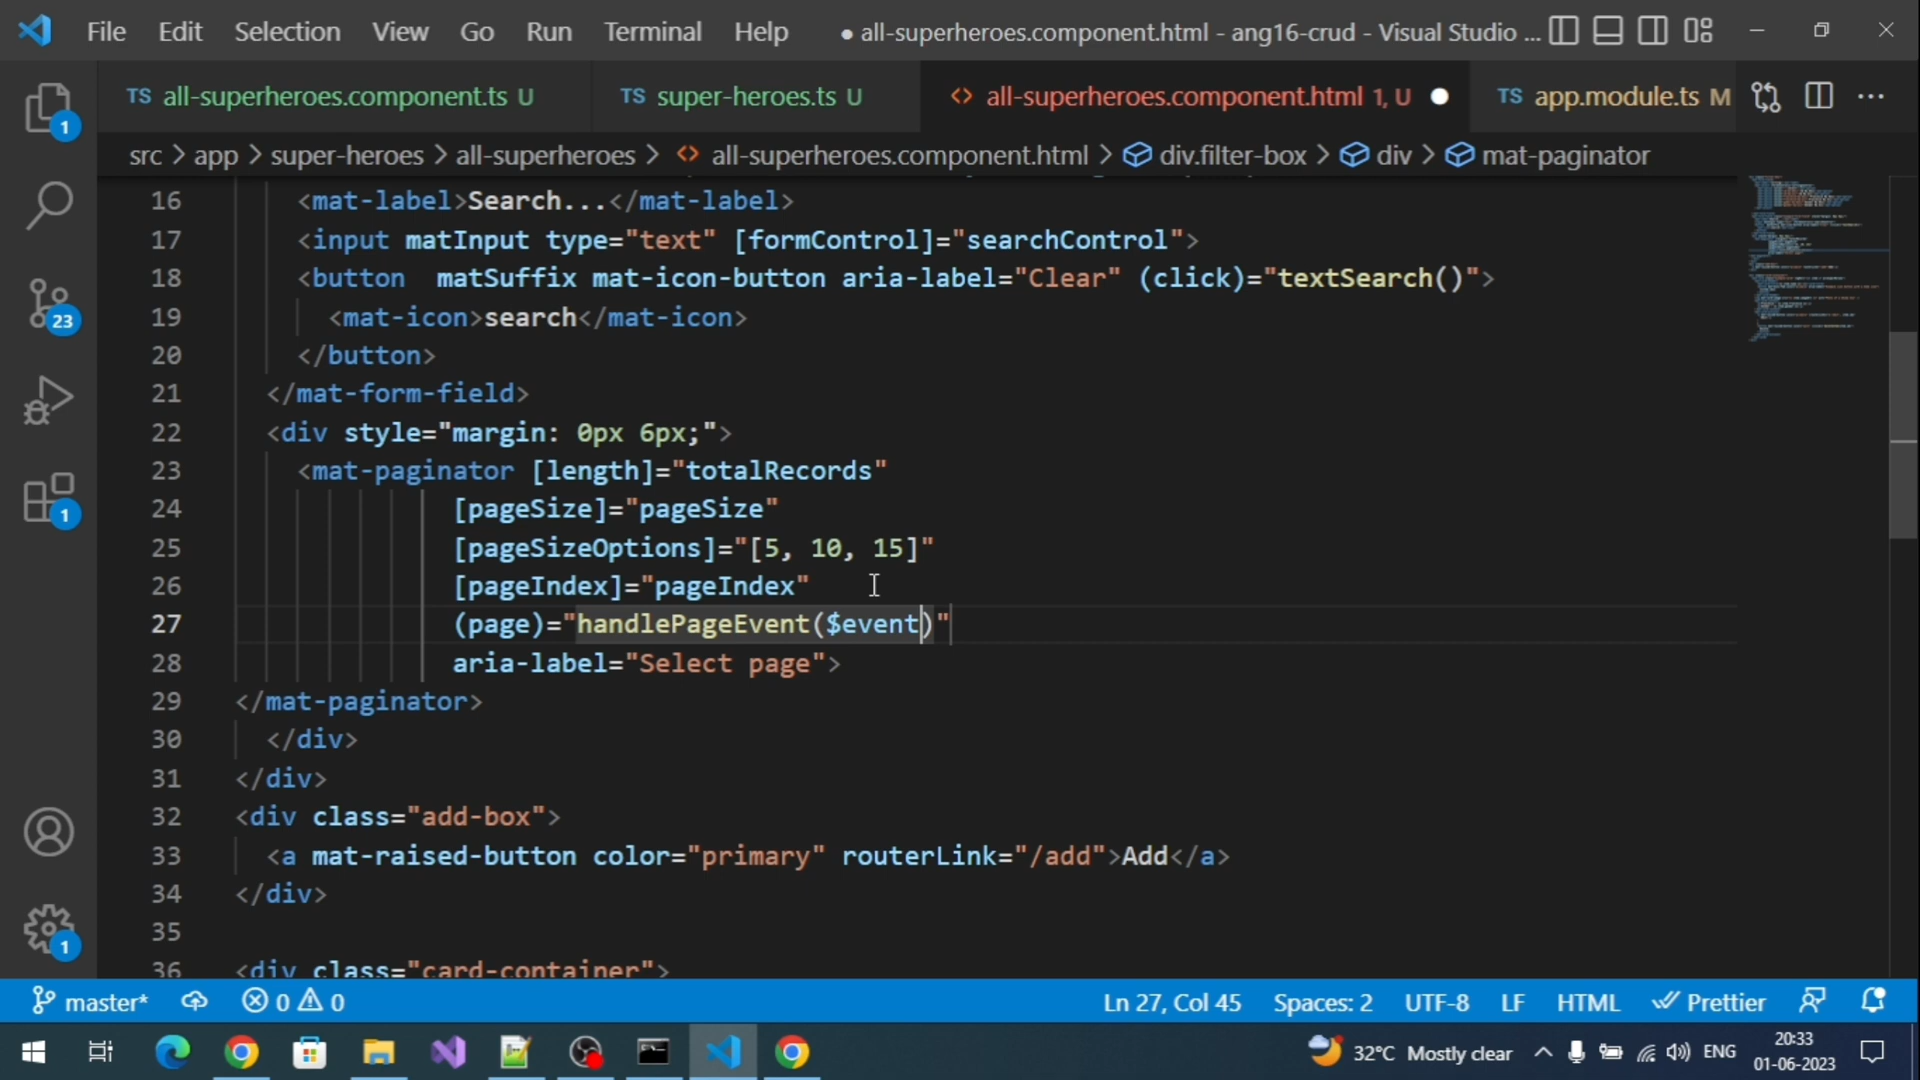 File Edit Selection View Go Run Terminal Help ● all-superheroes.component.html - ang16-crud - Visual Studio ...
TS all-superheroes.component.ts U TS super-heroes.ts U <> all-superheroes.component.html 1, U ● TS app.module.ts M ...
src > app > super-heroes > all-superheroes > <> all-superheroes.component.html > div.filter-box > div > mat-paginator
16 <mat-label>Search...</mat-label>
17 <input matInput type="text" [formControl]="searchControl">
18 <button  matSuffix mat-icon-button aria-label="Clear" (click)="textSearch()">
19 <mat-icon>search</mat-icon>
20 </button>
21 </mat-form-field>
22 <div style="margin: 0px 6px;">
23 <mat-paginator [length]="totalRecords"
24 [pageSize]="pageSize"
25 [pageSizeOptions]="[5, 10, 15]"
26 [pageIndex]="pageIndex"
27 (page)="handlePageEvent($event)"
28 aria-label="Select page">
29 </mat-paginator>
30 </div>
31 </div>
32 <div class="add-box">
33 <a mat-raised-button color="primary" routerLink="/add">Add</a>
34 </div>
35
36 <div class="card-container">
1
23
1
1
master* 0 0 Ln 27, Col 45 Spaces: 2 UTF-8 LF HTML Prettier
32°C Mostly clear ENG 20:33
01-06-2023